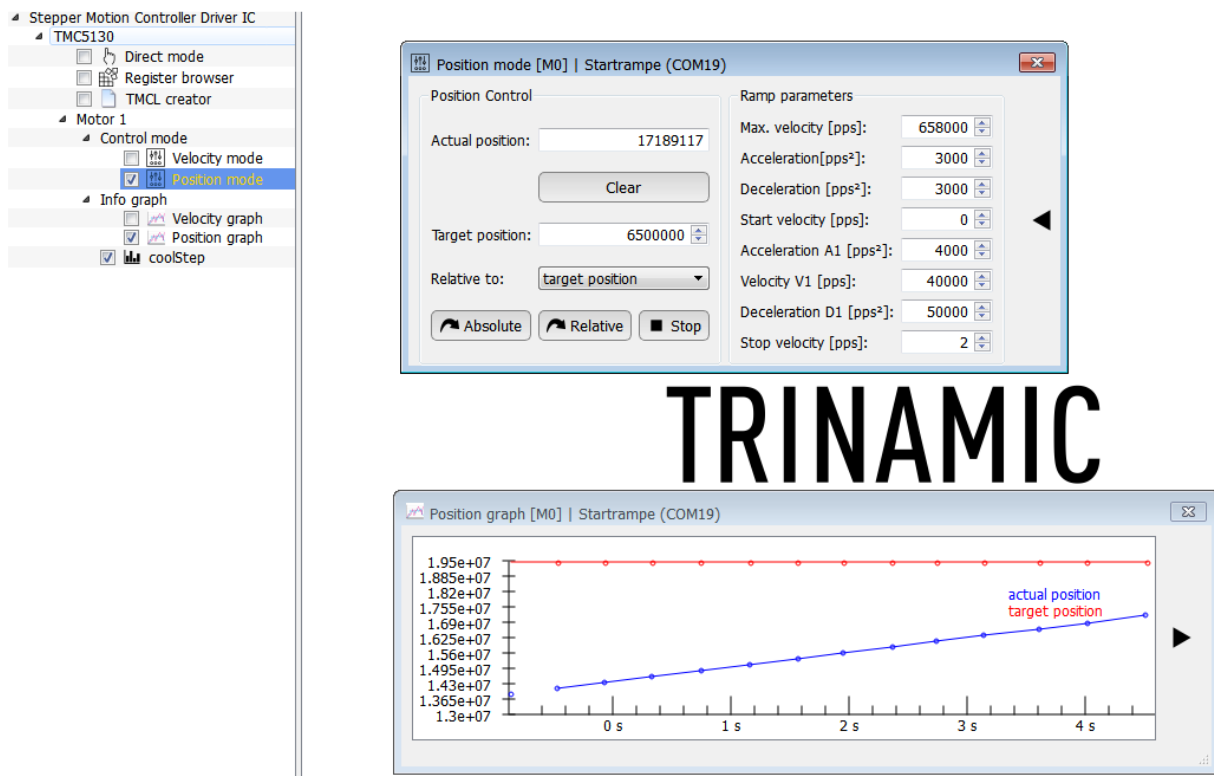 Stepper Motion Controller Driver IC
TMC5130
Direct mode
Register browser
TMCL creator
Motor 1
Control mode
Velocity mode
Position mode
Info graph
Velocity graph
Position graph
coolStep
Position mode [M0] | Startrampe (COM19)
Position Control
Actual position: 17189117
Clear
Target position: 6500000
Relative to: target position
Absolute Relative Stop
Ramp parameters
Max. velocity [pps]: 658000
Acceleration[pps²]: 3000
Deceleration [pps²]: 3000
Start velocity [pps]: 0
Acceleration A1 [pps²]: 4000
Velocity V1 [pps]: 40000
Deceleration D1 [pps²]: 50000
Stop velocity [pps]: 2
TRINAMIC
Position graph [M0] | Startrampe (COM19)
1.95e+07
1.885e+07
1.82e+07
1.755e+07
1.69e+07
1.625e+07
1.56e+07
1.495e+07
1.43e+07
1.365e+07
1.3e+07
actual position
target position
0 s 1 s 2 s 3 s 4 s